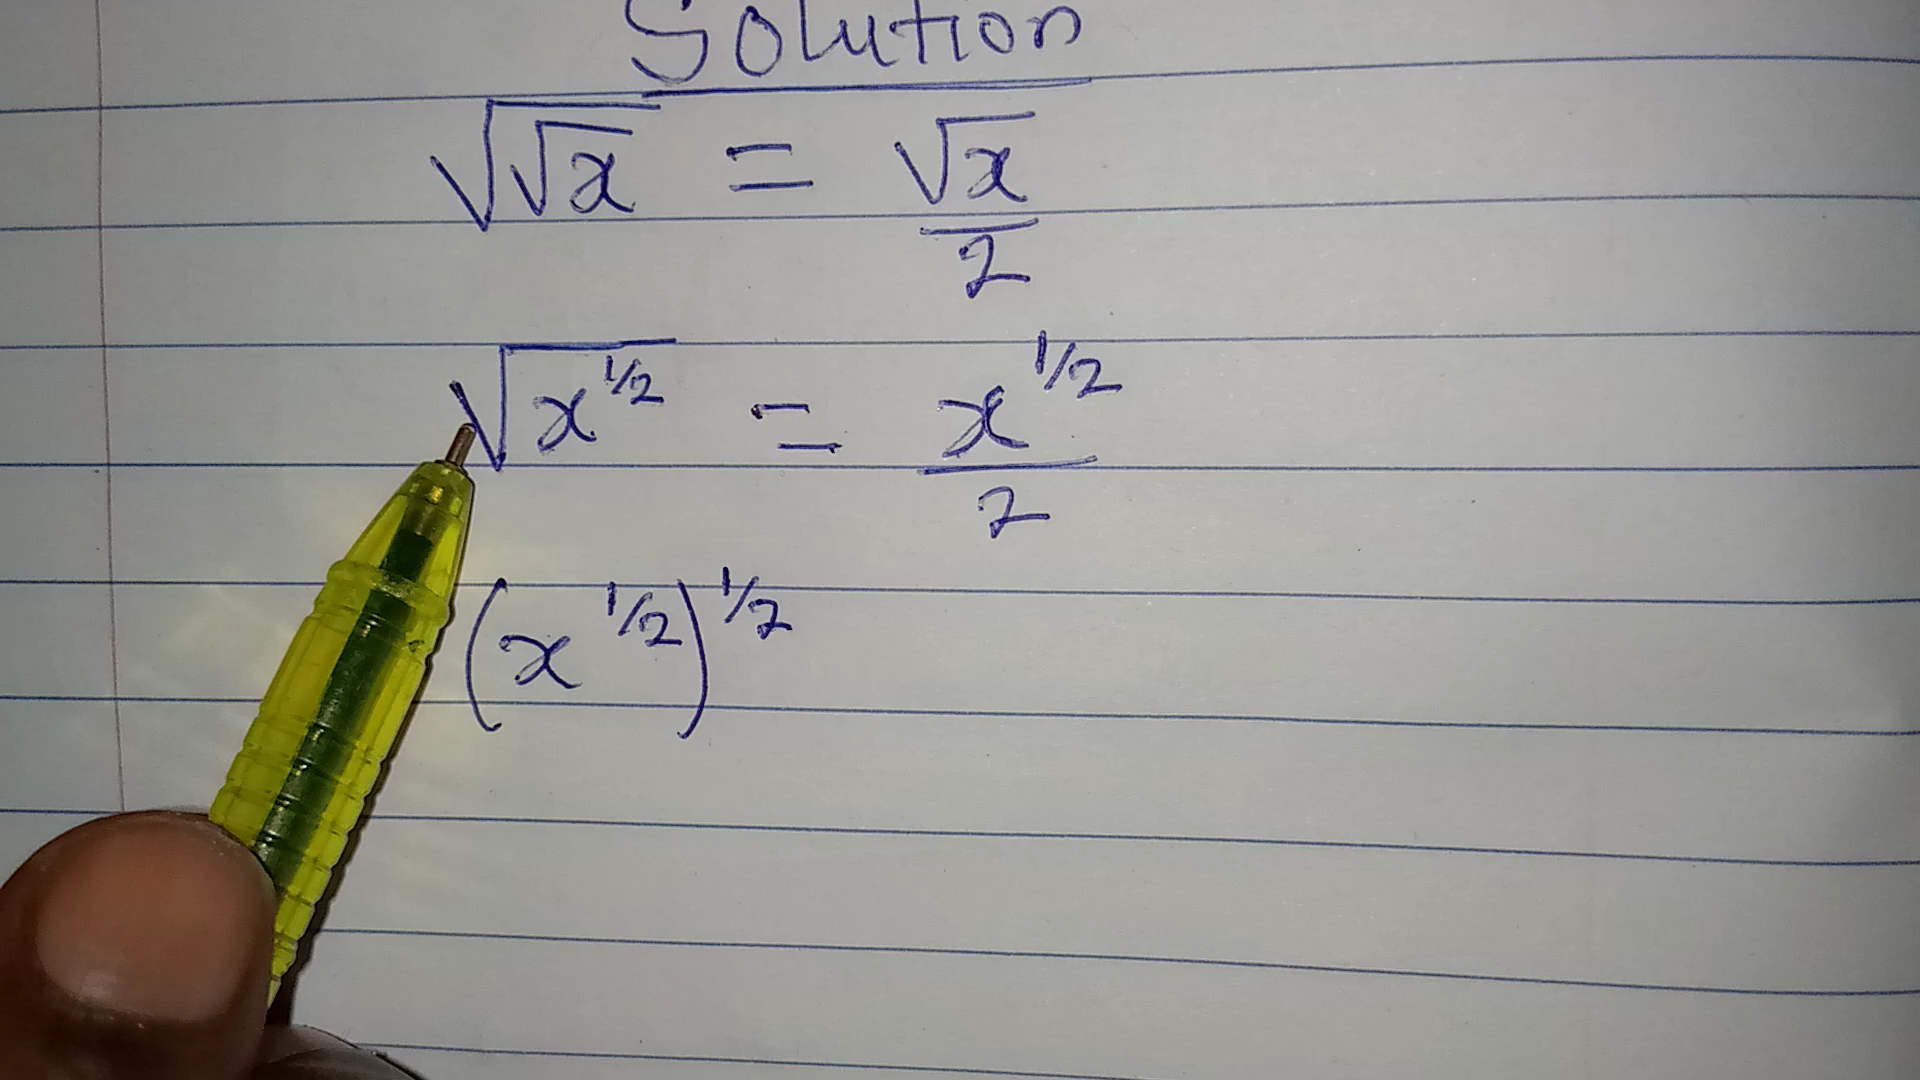 Solution
√√x = √x/2
√x^1/2 = x^1/2/2
(x^1/2)^1/2